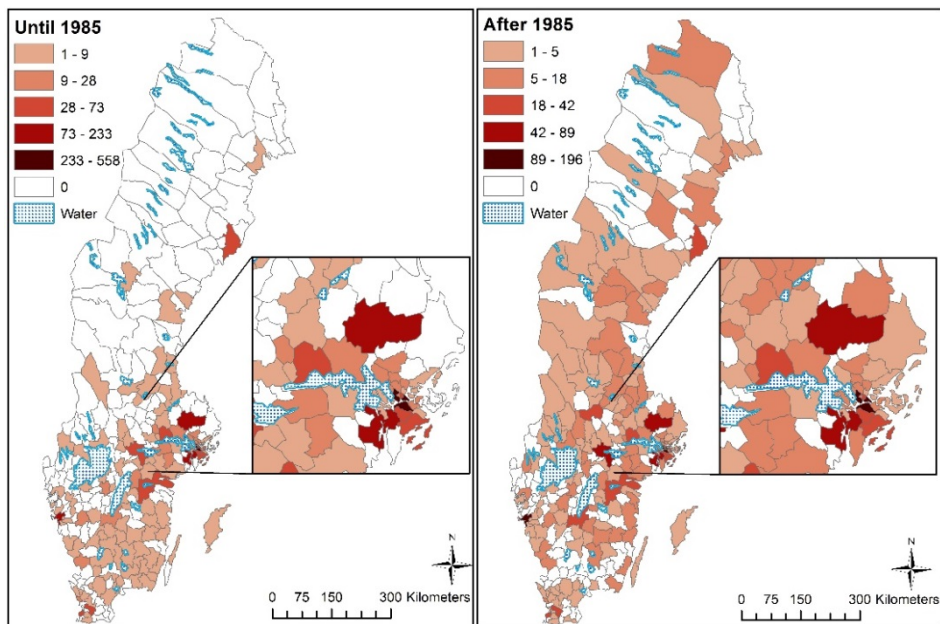 Until 1985
1 - 9
9 - 28
28 - 73
73 - 233
233 - 558
0
Water
N
0 75 150 300 Kilometers
After 1985
1 - 5
5 - 18
18 - 42
42 - 89
89 - 196
0
Water
N
0 75 150 300 Kilometers